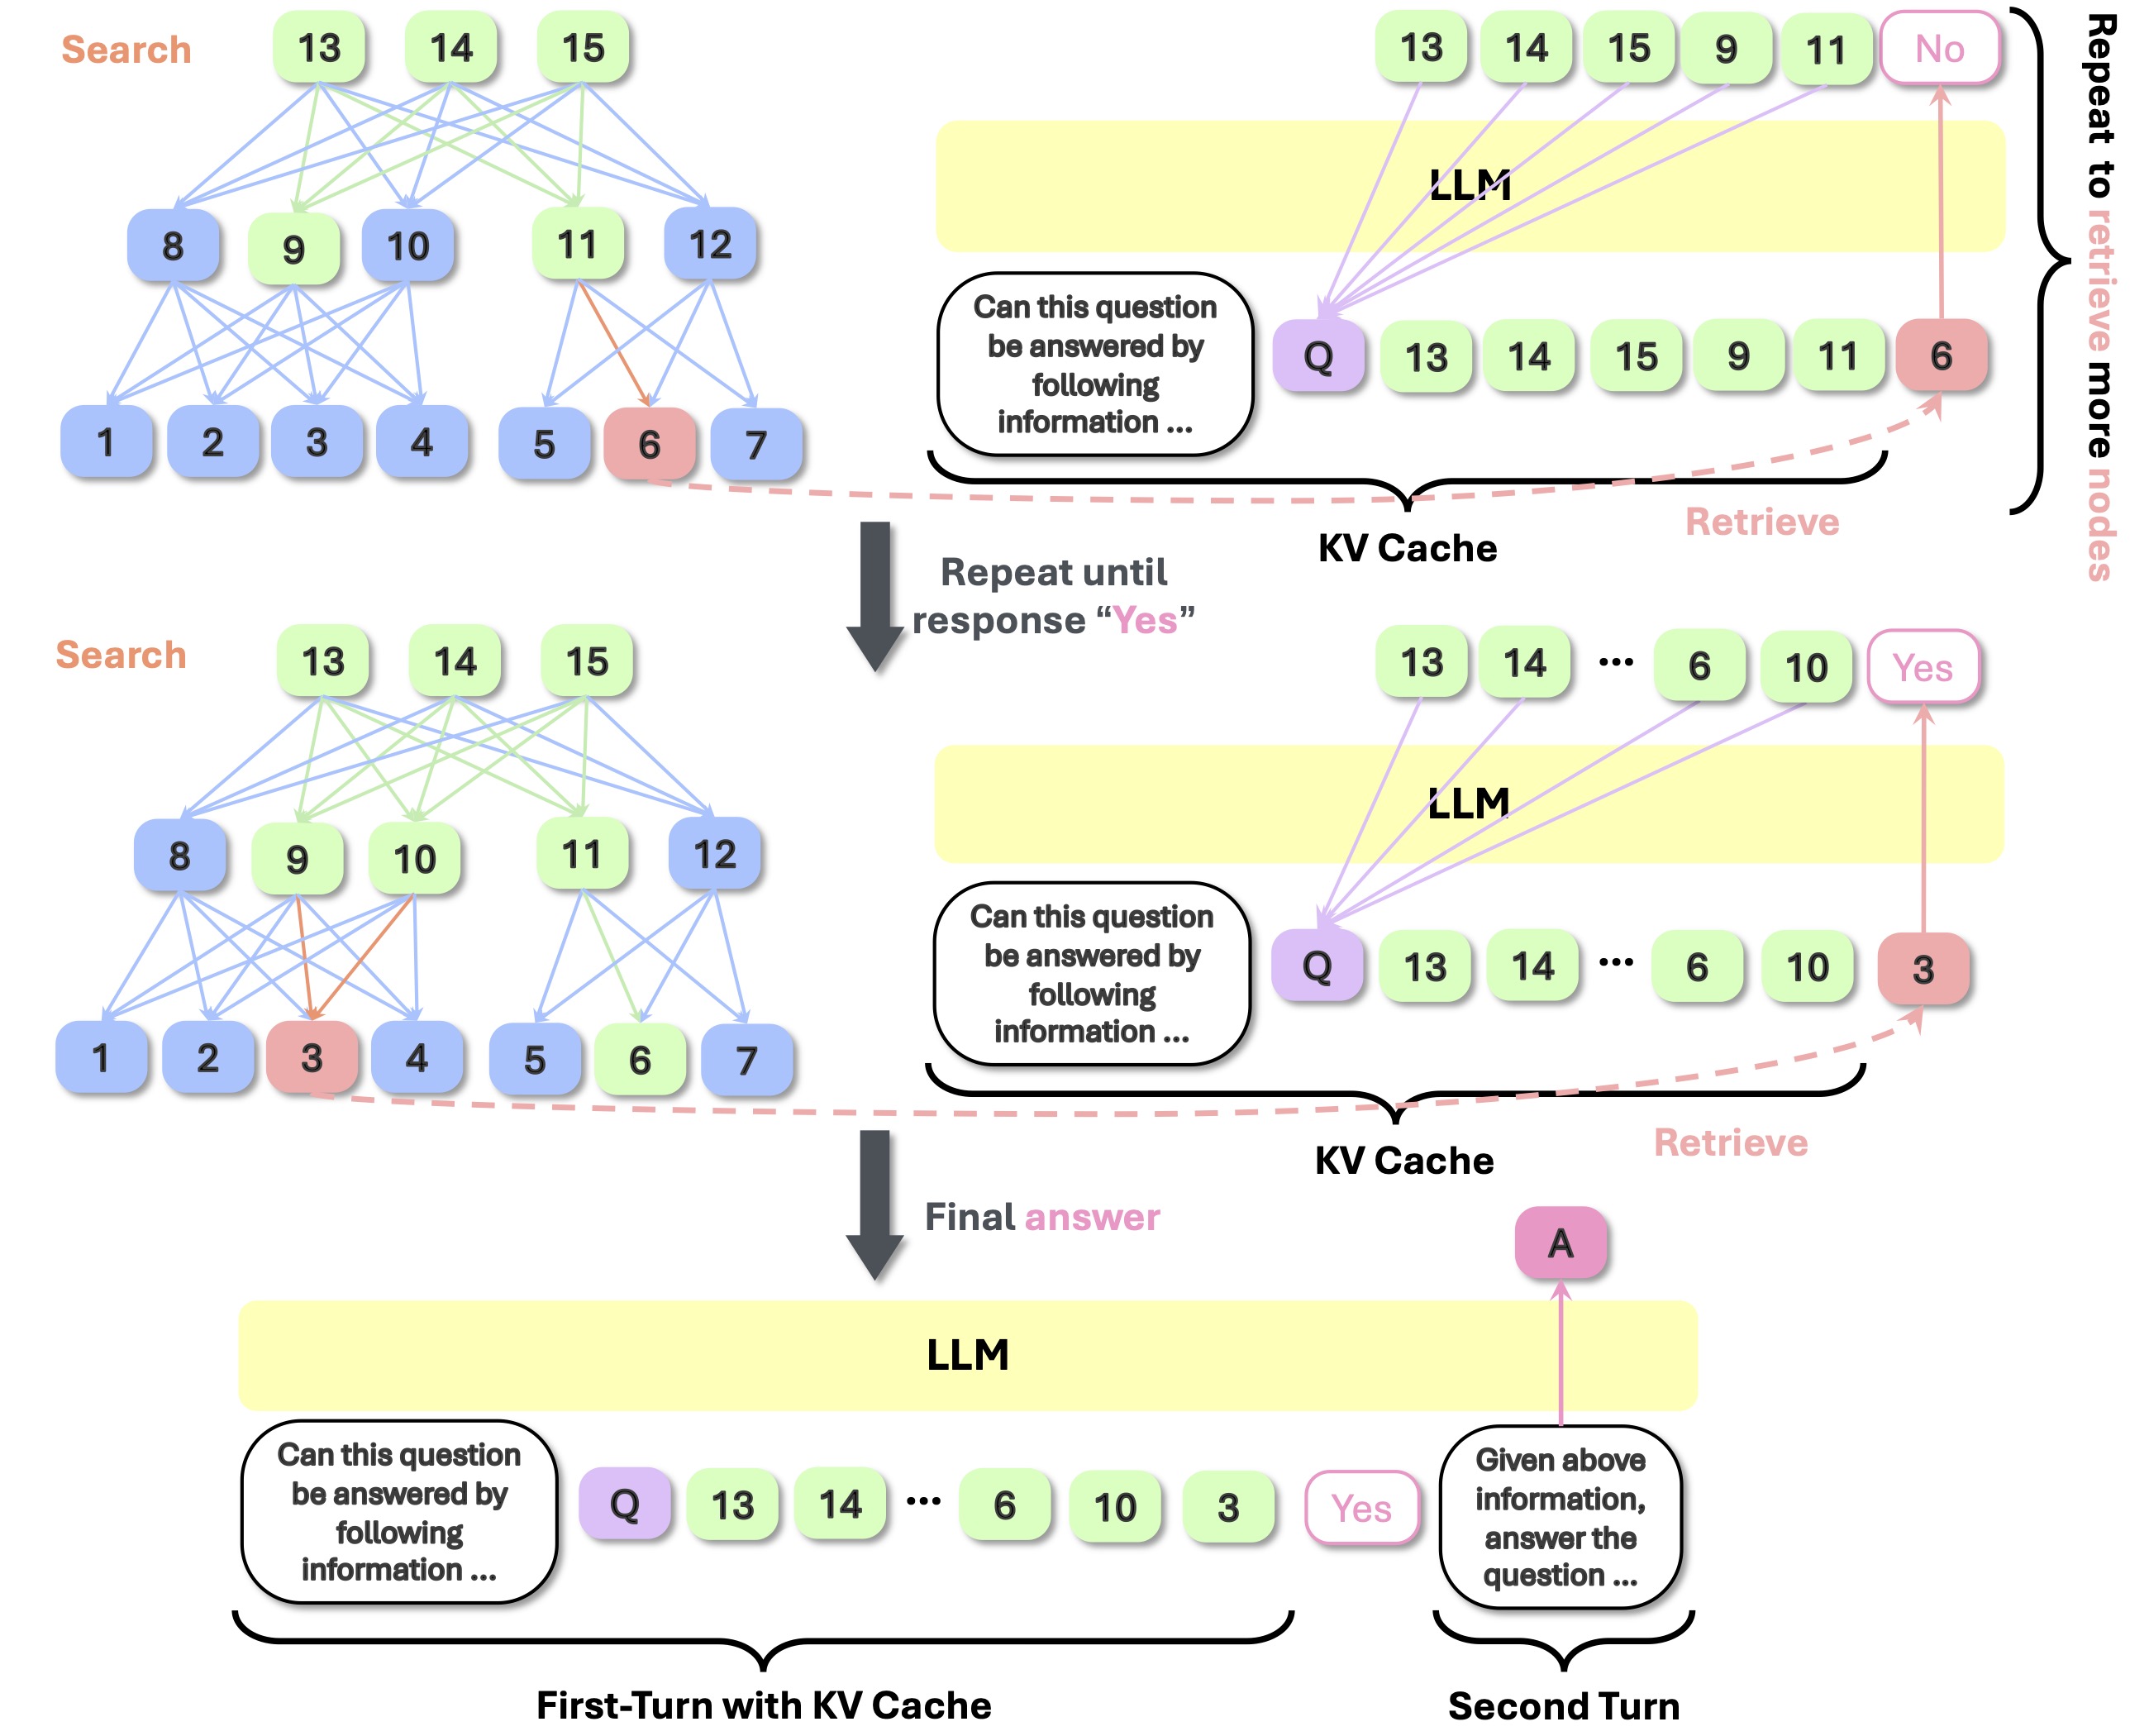 Search
13 14 15
8 9 10 11 12
1 2 3 4 5 6 7
13 14 15 9 11 No
LLM
Can this question
be answered by
following
information ...
Q 13 14 15 9 11 6
KV Cache
Retrieve
Repeat to retrieve more nodes
Repeat until
response “Yes”
Search
13 14 15
8 9 10 11 12
1 2 3 4 5 6 7
13 14 ... 6 10 Yes
LLM
Can this question
be answered by
following
information ...
Q 13 14 ... 6 10 3
KV Cache
Retrieve
Final answer
A
LLM
Can this question
be answered by
following
information ...
Q 13 14 ... 6 10 3 Yes
Given above
information,
answer the
question ...
First-Turn with KV Cache
Second Turn